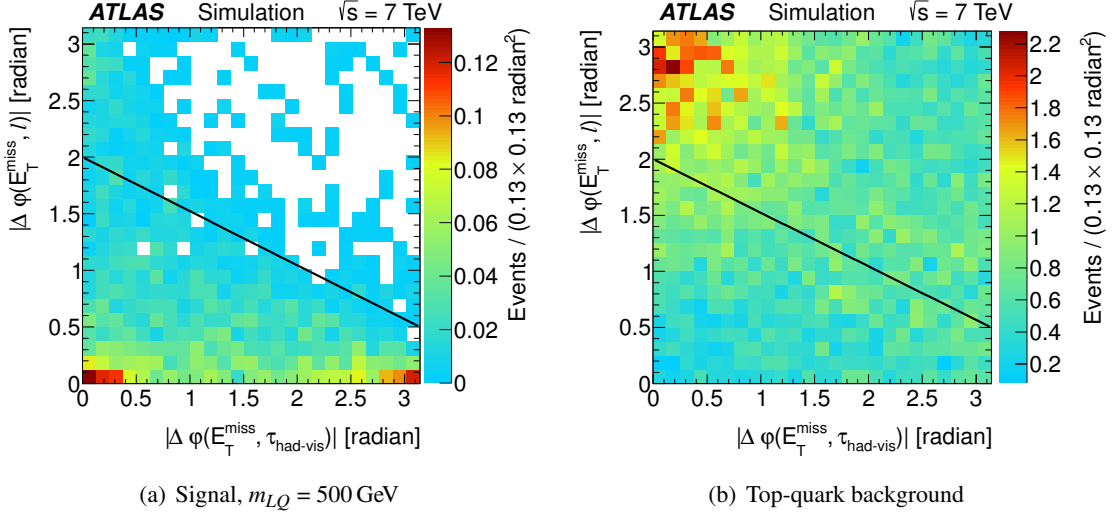 ATLAS Simulation √s = 7 TeV
|Δ φ(E_T^miss, l)| [radian]
3
2.5
2
1.5
1
0.5
0
0 0.5 1 1.5 2 2.5 3
|Δ φ(E_T^miss, τ_had-vis)| [radian]
0.12
0.1
0.08
0.06
0.04
0.02
0
Events / (0.13 × 0.13 radian²)
(a) Signal, m_LQ = 500 GeV
ATLAS Simulation √s = 7 TeV
|Δ φ(E_T^miss, l)| [radian]
3
2.5
2
1.5
1
0.5
0
0 0.5 1 1.5 2 2.5 3
|Δ φ(E_T^miss, τ_had-vis)| [radian]
2.2
2
1.8
1.6
1.4
1.2
1
0.8
0.6
0.4
0.2
Events / (0.13 × 0.13 radian²)
(b) Top-quark background